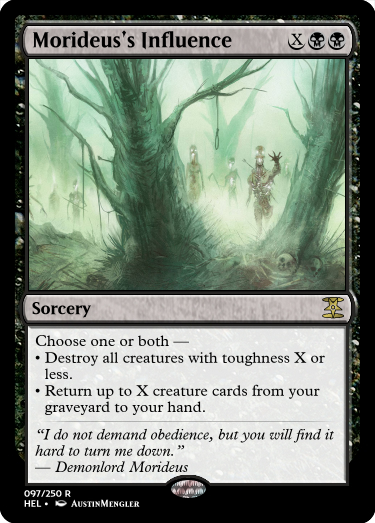 Morideus's Influence X
Sorcery
Choose one or both —
• Destroy all creatures with toughness X or
less.
• Return up to X creature cards from your
graveyard to your hand.
“I do not demand obedience, but you will find it
hard to turn me down.”
— Demonlord Morideus
097/250 R
HEL • AustinMengler